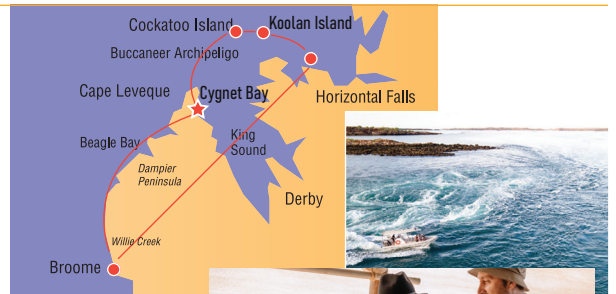 Cockatoo Island
Koolan Island
Buccaneer Archipeligo
Cape Leveque
Cygnet Bay
Horizontal Falls
Beagle Bay
King
Sound
Dampier
Peninsula
Derby
Willie Creek
Broome